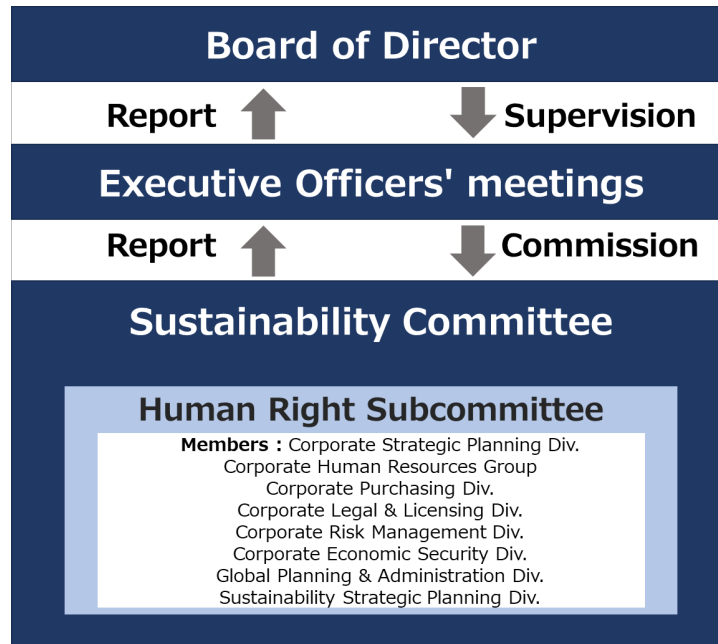 Board of Director
Report Supervision
Executive Officers' meetings
Report Commission
Sustainability Committee
Human Right Subcommittee
Members : Corporate Strategic Planning Div.
Corporate Human Resources Group
Corporate Purchasing Div.
Corporate Legal & Licensing Div.
Corporate Risk Management Div.
Corporate Economic Security Div.
Global Planning & Administration Div.
Sustainability Strategic Planning Div.